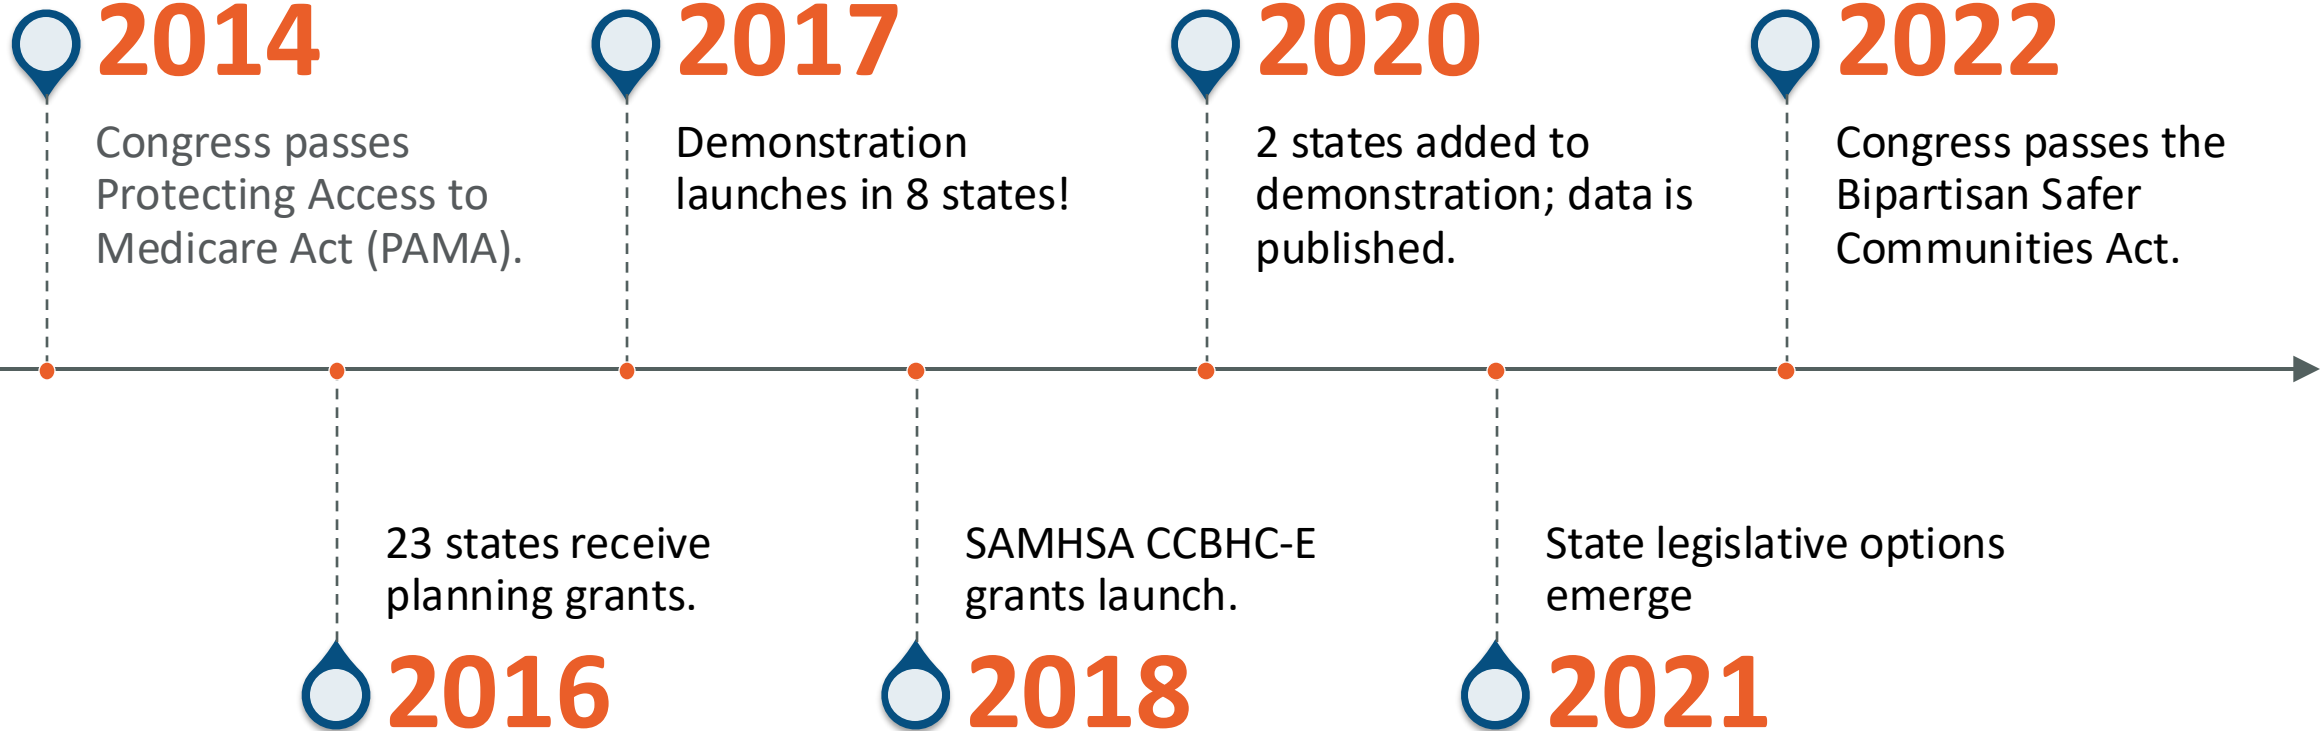 2014
Congress passes
Protecting Access to
Medicare Act (PAMA).
2017
Demonstration
launches in 8 states!
2020
2 states added to
demonstration; data is
published.
2022
Congress passes the
Bipartisan Safer
Communities Act.
23 states receive
planning grants.
2016
SAMHSA CCBHC-E
grants launch.
2018
State legislative options
emerge
2021